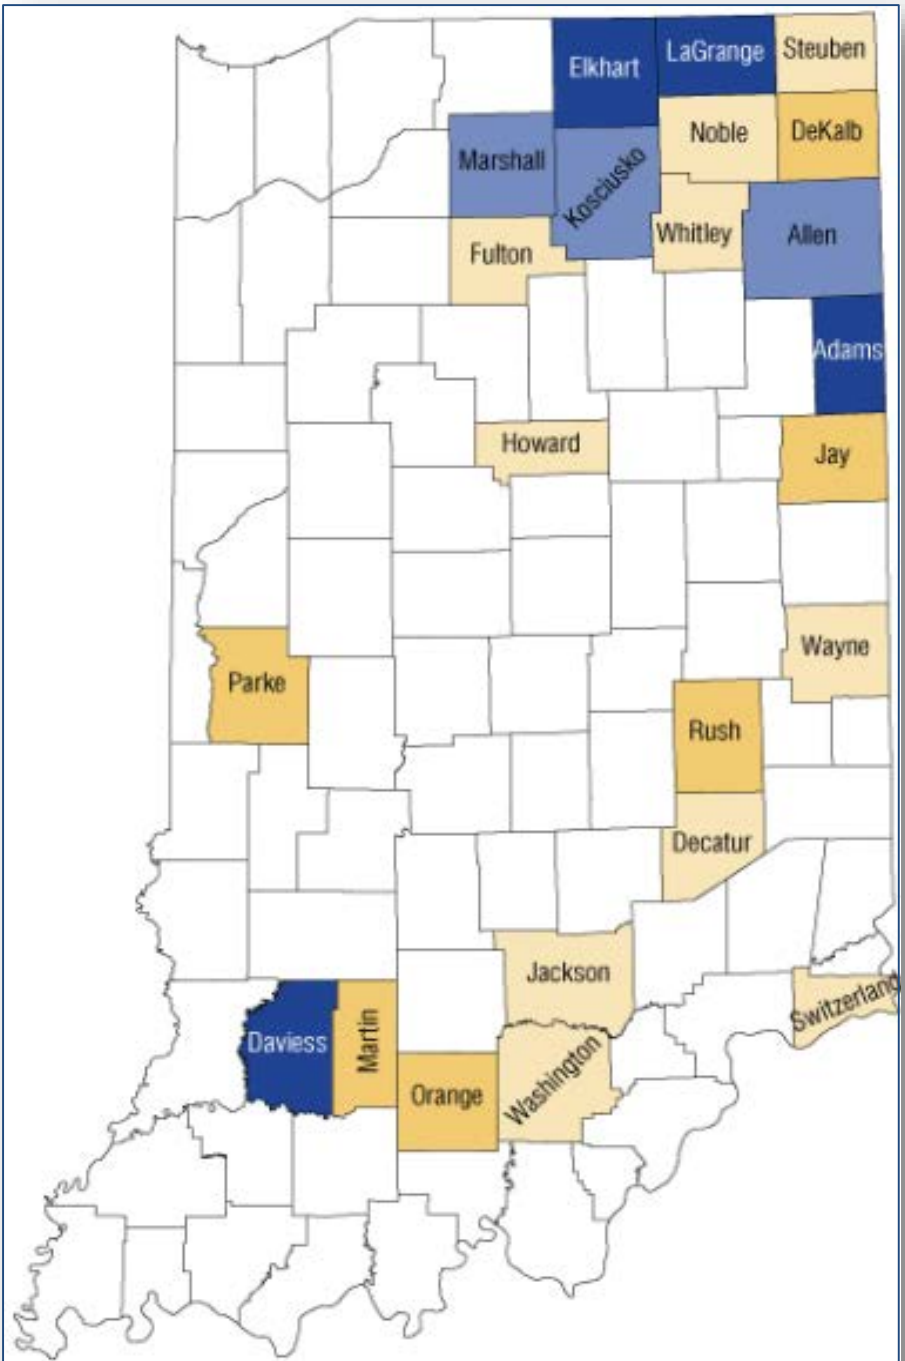 Elkhart
LaGrange
Steuben
Marshall
Kosciusko
Noble
DeKalb
Fulton
Whitley
Allen
Adams
Howard
Jay
Wayne
Parke
Rush
Decatur
Jackson
Switzerland
Daviess
Martin
Orange
Washington